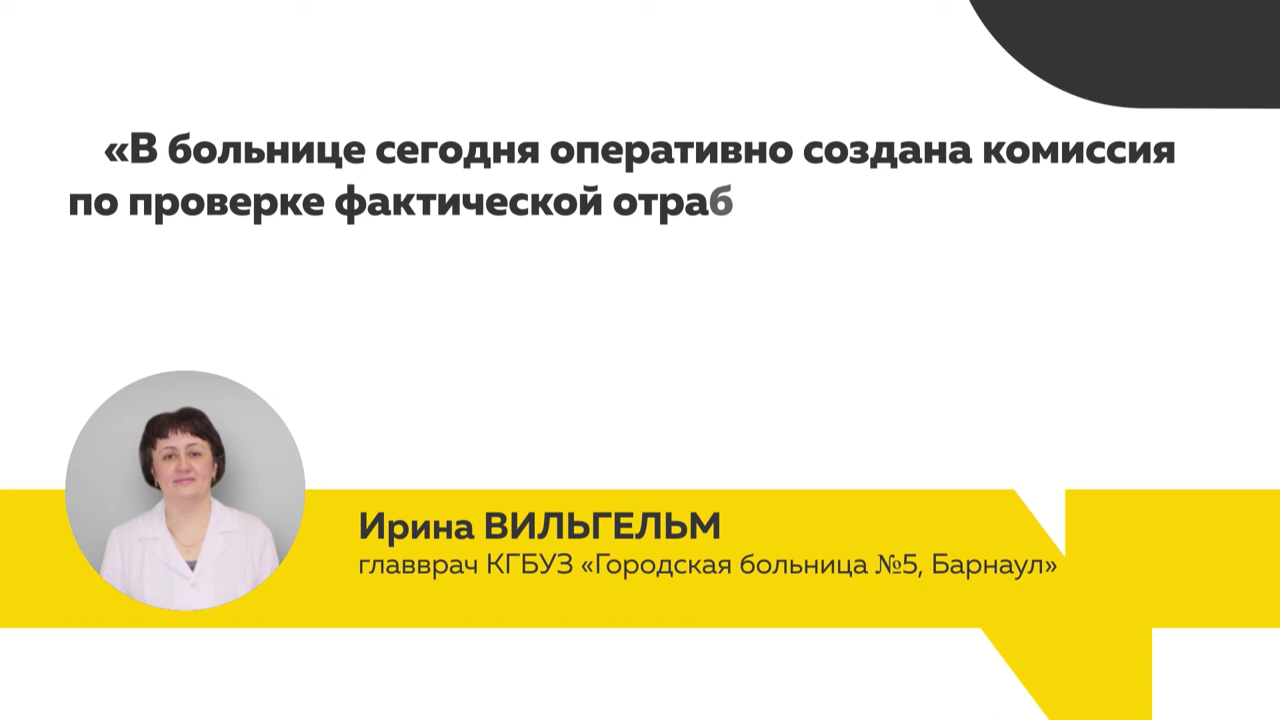 «В больнице сегодня оперативно создана комиссия
по проверке фактической отраб
Ирина ВИЛЬГЕЛЬМ
главврач КГБУЗ «Городская больница №5, Барнаул»